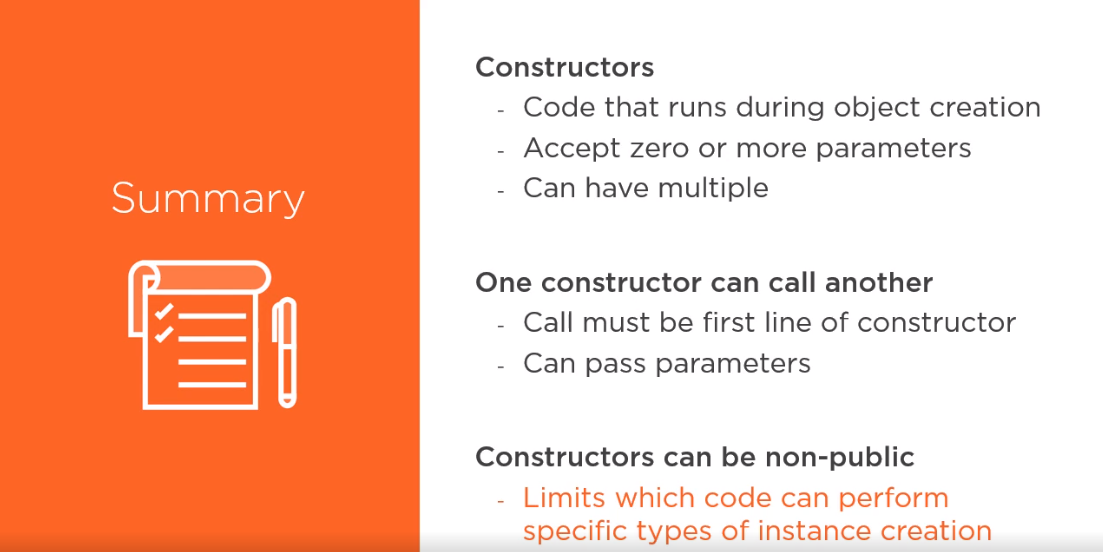 Summary
Constructors
- Code that runs during object creation
- Accept zero or more parameters
- Can have multiple
One constructor can call another
- Call must be first line of constructor
- Can pass parameters
Constructors can be non-public
- Limits which code can perform
specific types of instance creation